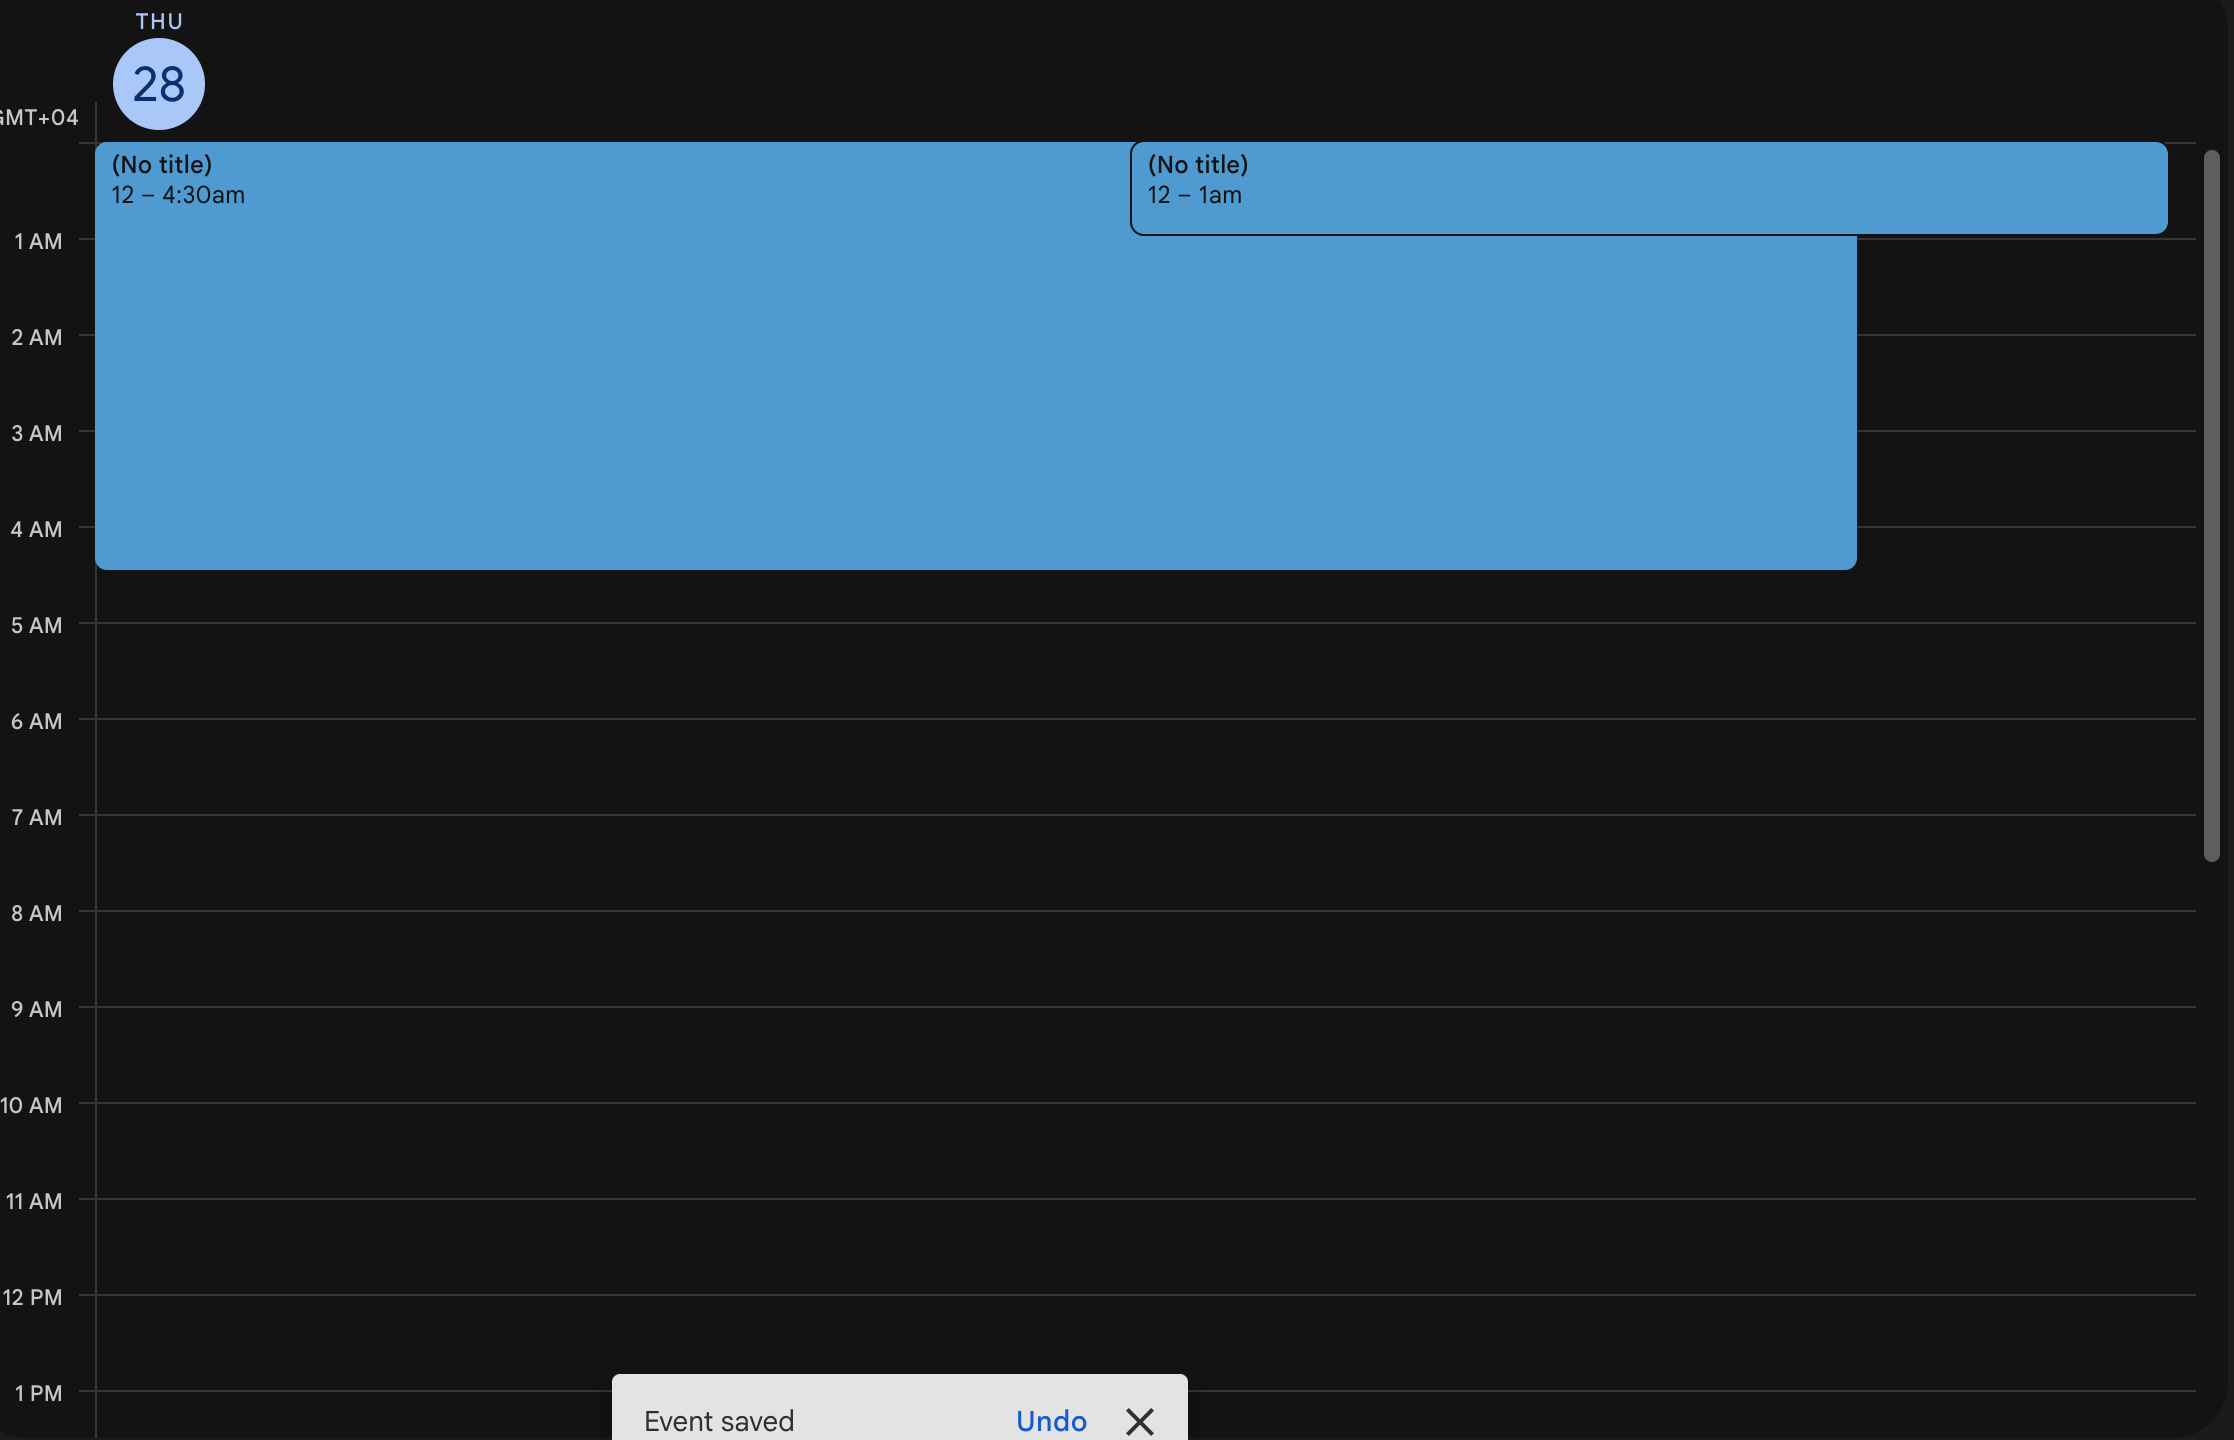 THU
28
GMT+04
(No title)
12 – 4:30am
(No title)
12 – 1am
1 AM
2 AM
3 AM
4 AM
5 AM
6 AM
7 AM
8 AM
9 AM
10 AM
11 AM
12 PM
1 PM
Event saved
Undo